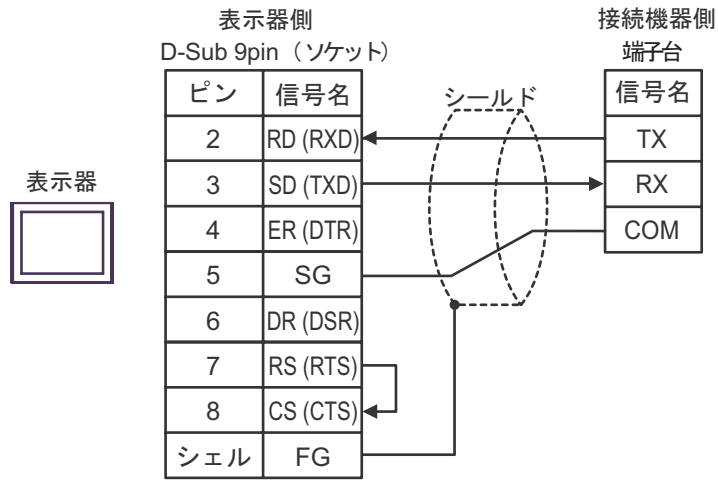 表示器側
D-Sub 9pin（ソケット）
接続機器側
端子台
表示器
シールド
ピン 信号名
2 RD (RXD)
3 SD (TXD)
4 ER (DTR)
5 SG
6 DR (DSR)
7 RS (RTS)
8 CS (CTS)
シェル FG
信号名
TX
RX
COM